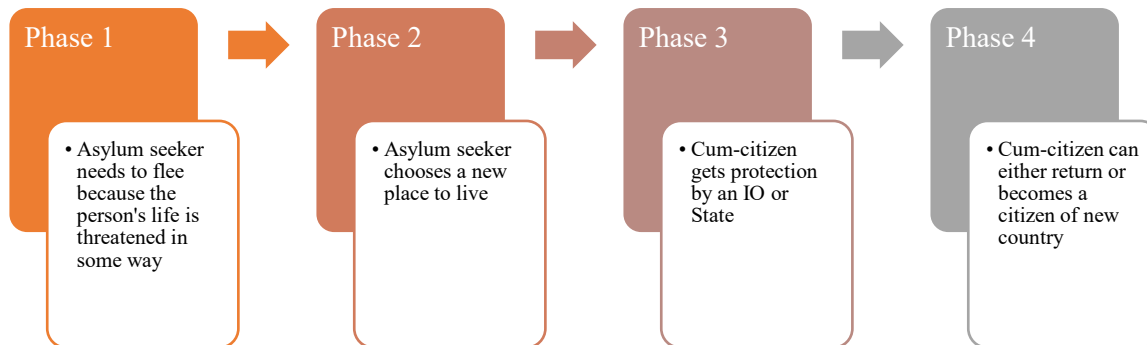 Phase 1
• Asylum seeker
needs to flee
because the
person's life is
threatened in
some way
Phase 2
• Asylum seeker
chooses a new
place to live
Phase 3
• Cum-citizen
gets protection
by an IO or
State
Phase 4
• Cum-citizen can
either return or
becomes a
citizen of new
country